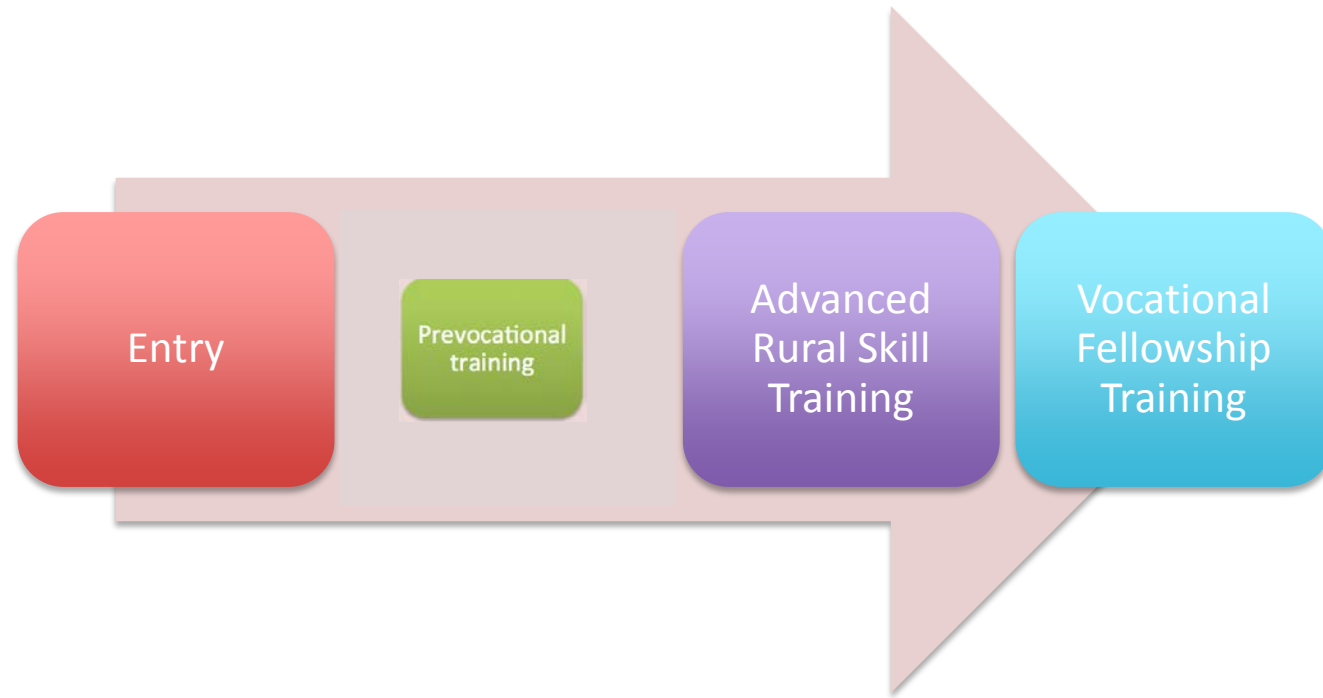 Entry
Prevocational
training
Advanced
Rural Skill
Training
Vocational
Fellowship
Training